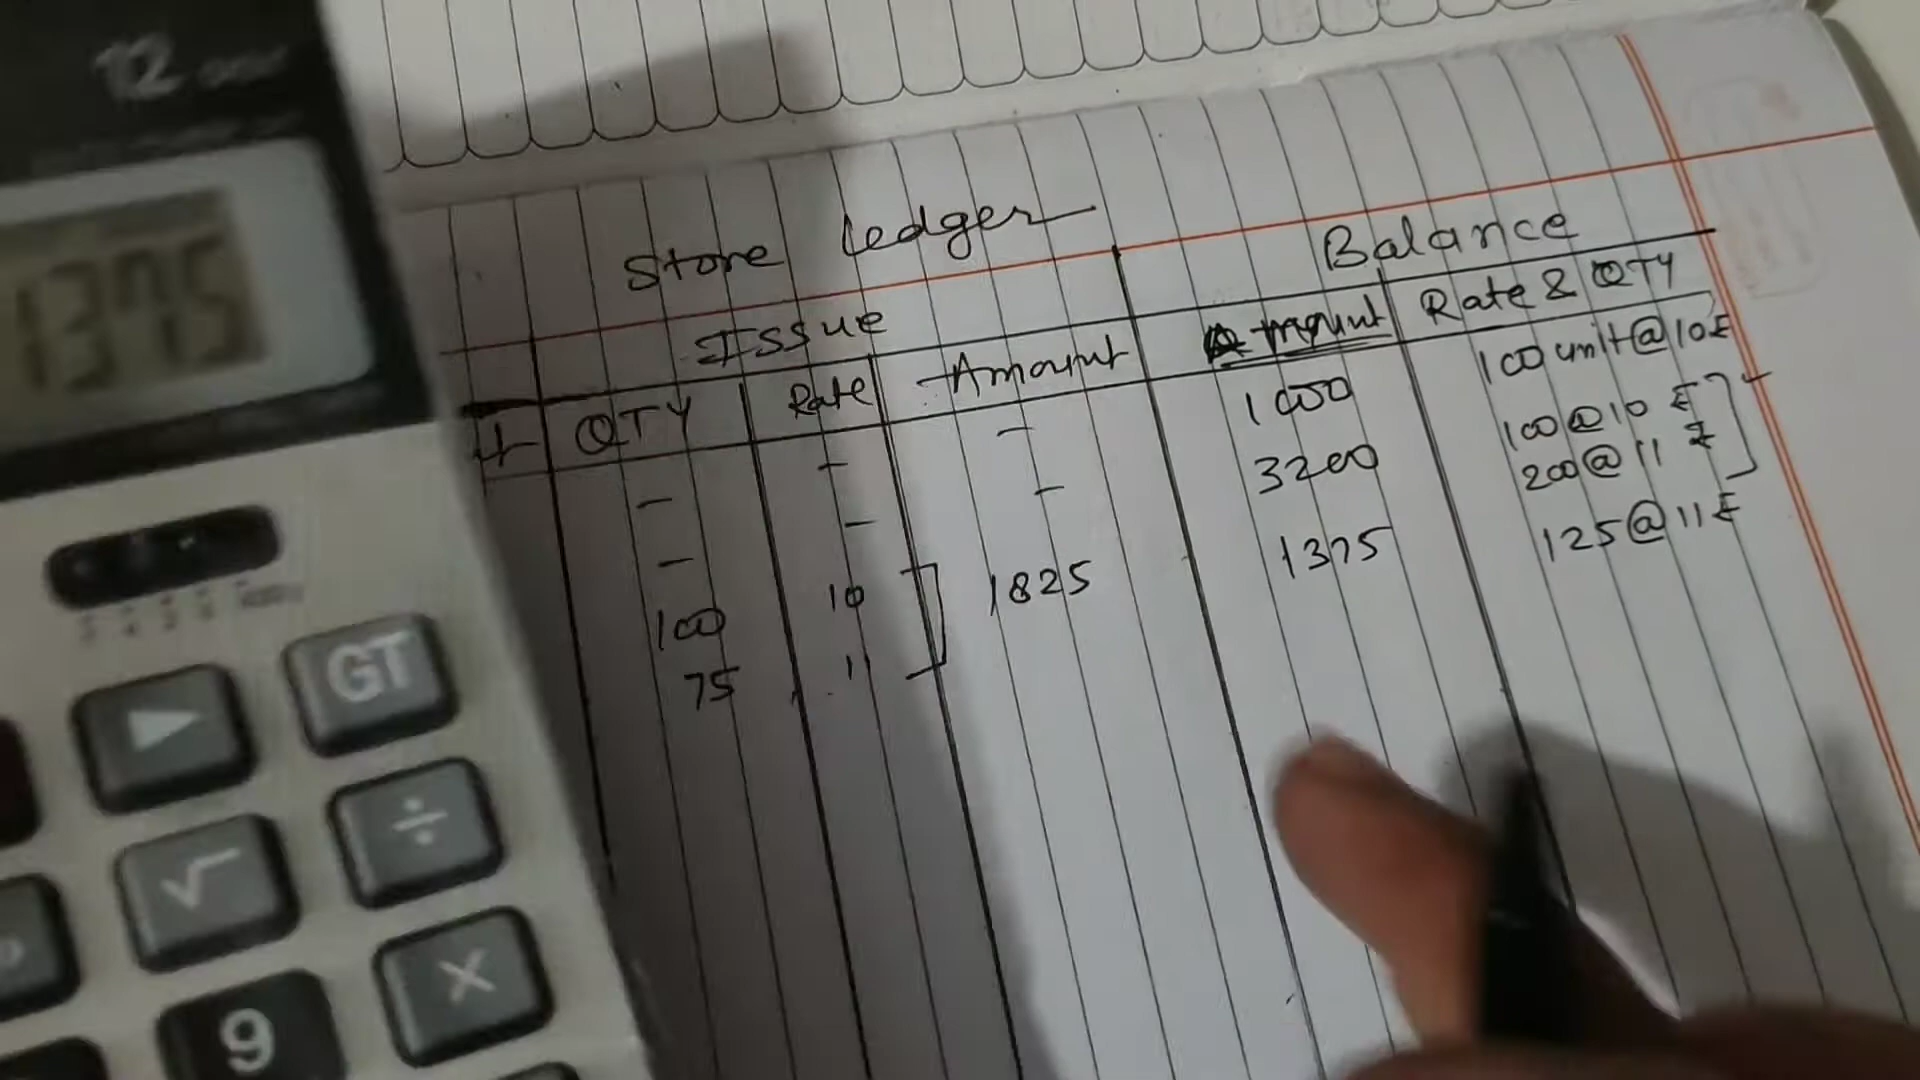 12
1375
GT
√
÷
×
9
Store Ledger
Issue Balance
QTY Rate Amount Amount Rate & QTY
- - - 1000 100 unit @ 10₹
- - - 3200 100 @ 10 ₹
200 @ 11 ₹
100 10 1825 1375 125 @ 11₹
75 11